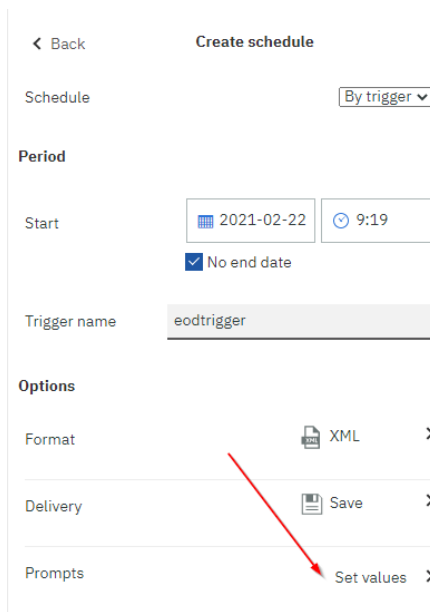 Back
Create schedule
Schedule
By trigger
Period
Start
2021-02-22
9:19
No end date
Trigger name
eodtrigger
Options
Format
XML
XML
Delivery
Save
Prompts
Set values